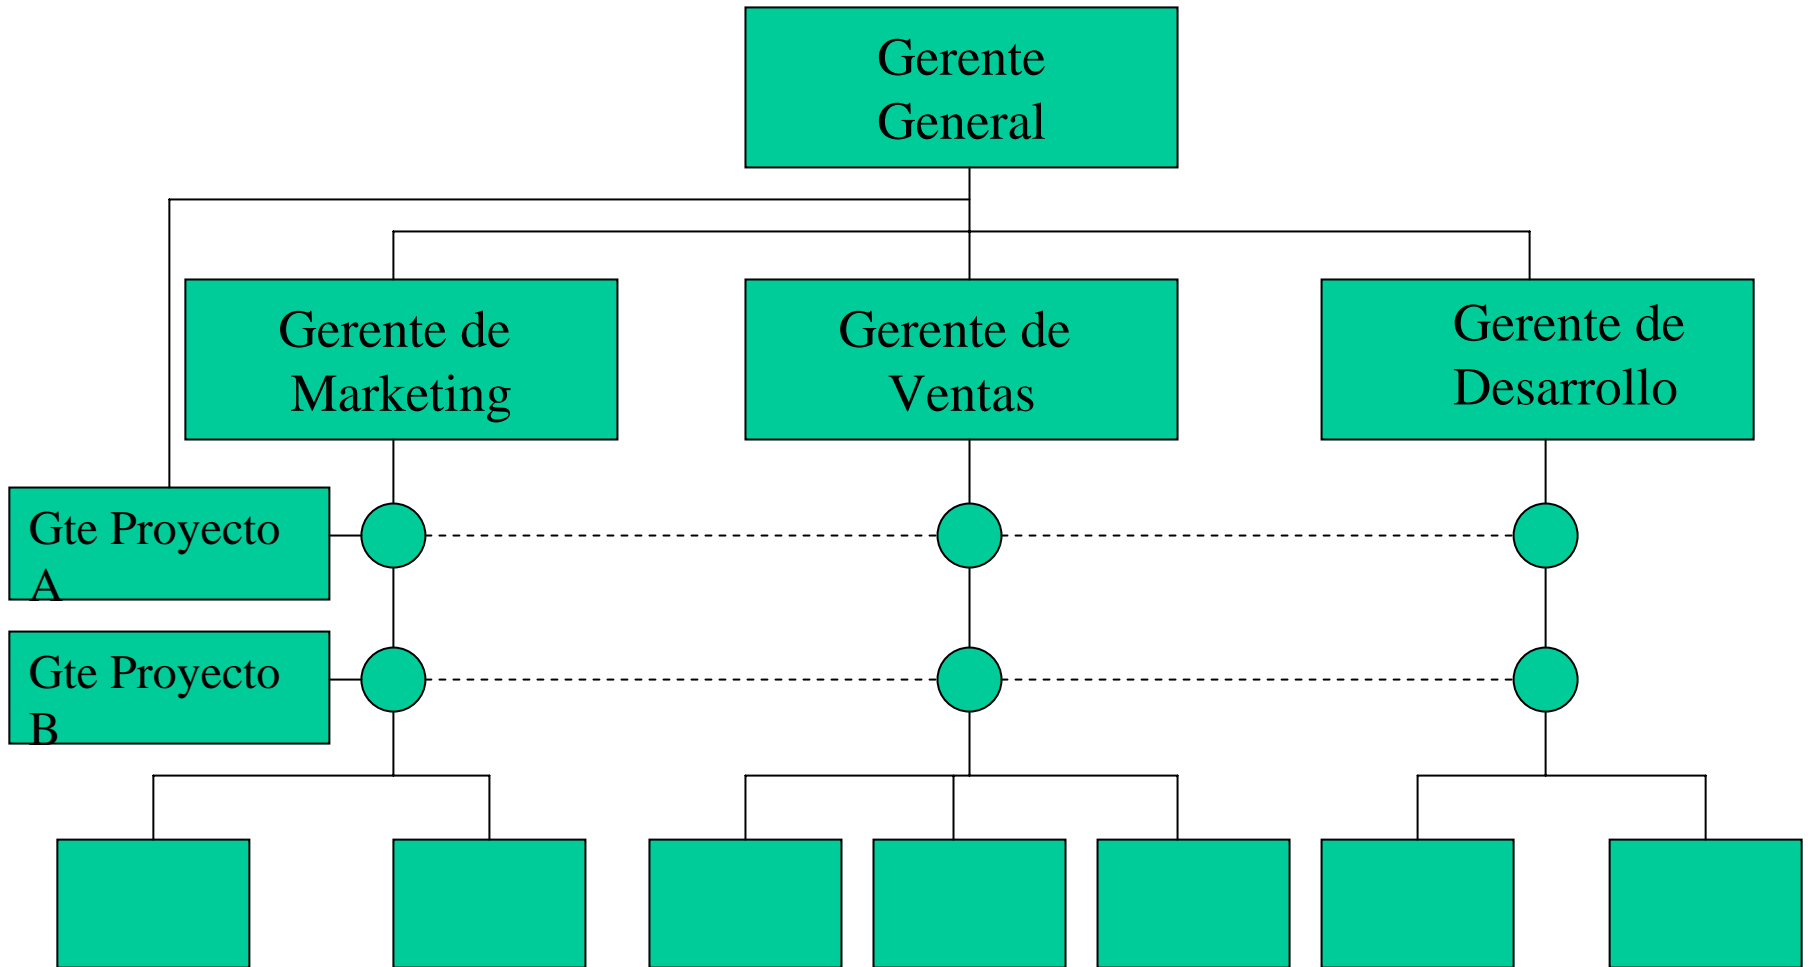 Gerente
General
Gerente de
Marketing
Gerente de
Ventas
Gerente de
Desarrollo
Gte Proyecto
A
Gte Proyecto
B